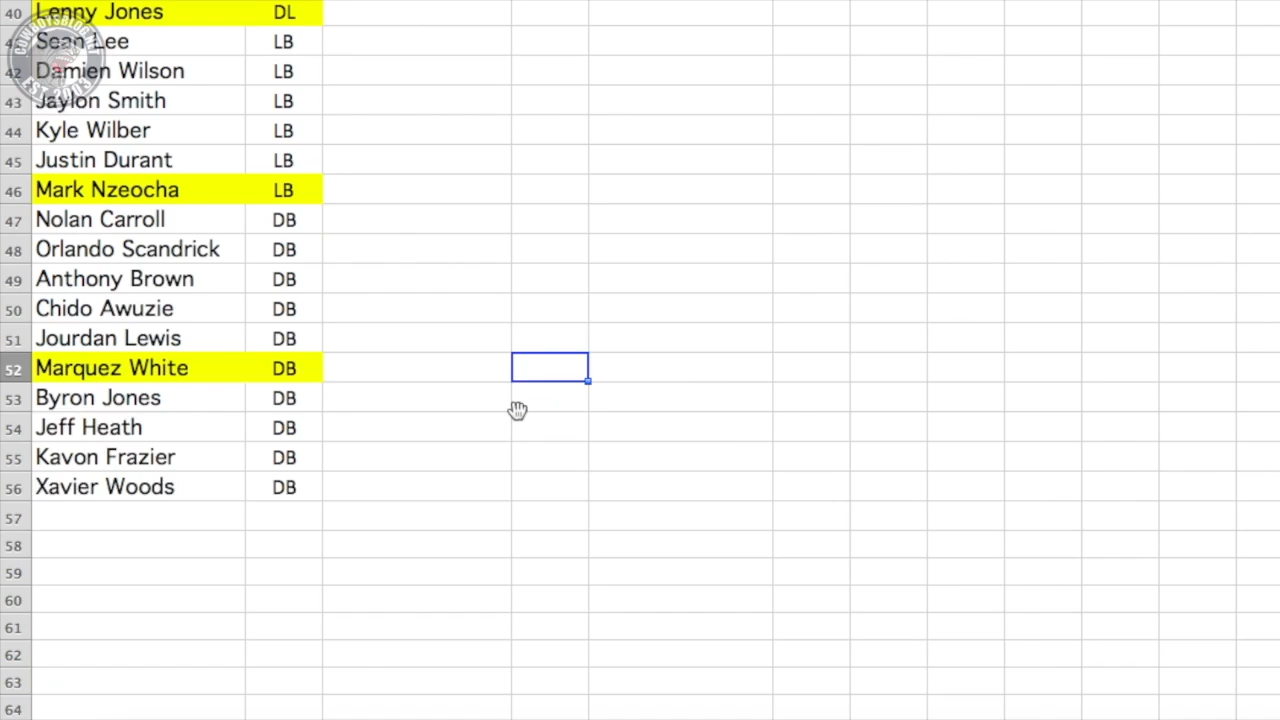 40 Lenny Jones DL
41 Sean Lee LB
42 Damien Wilson LB
43 Jaylon Smith LB
44 Kyle Wilber LB
45 Justin Durant LB
46 Mark Nzeocha LB
47 Nolan Carroll DB
48 Orlando Scandrick DB
49 Anthony Brown DB
50 Chido Awuzie DB
51 Jourdan Lewis DB
52 Marquez White DB
53 Byron Jones DB
54 Jeff Heath DB
55 Kavon Frazier DB
56 Xavier Woods DB
57
58
59
60
61
62
63
64
COWBOYSBLOG.NET
EST. 2003